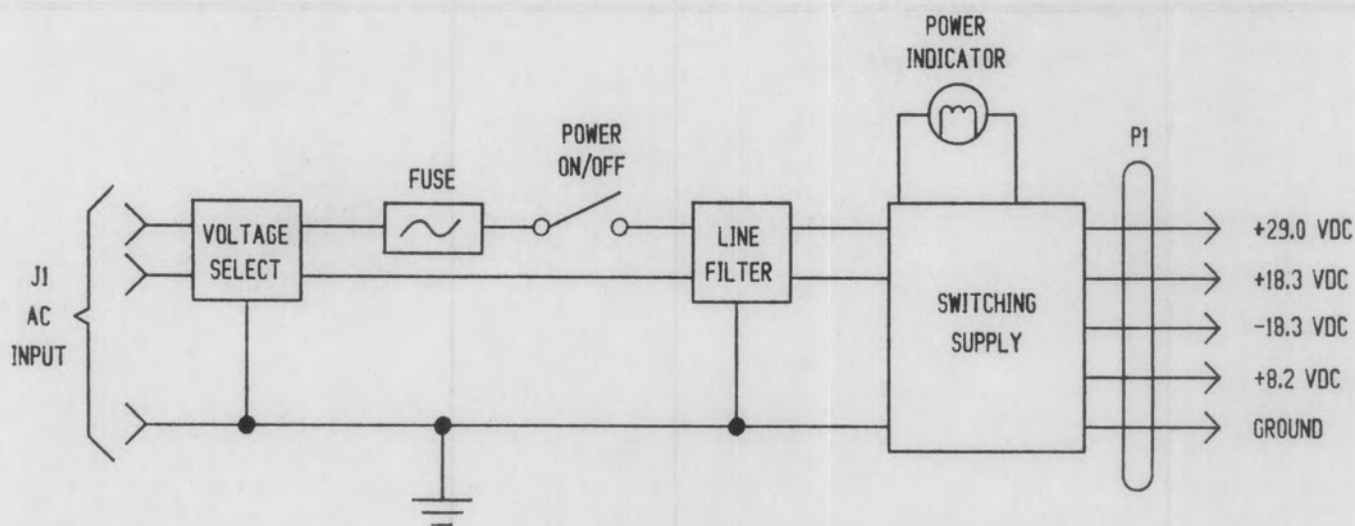 POWER
INDICATOR
POWER
ON/OFF
FUSE
P1
VOLTAGE
SELECT
LINE
FILTER
SWITCHING
SUPPLY
J1
AC
INPUT
+29.0 VDC
+18.3 VDC
-18.3 VDC
+8.2 VDC
GROUND